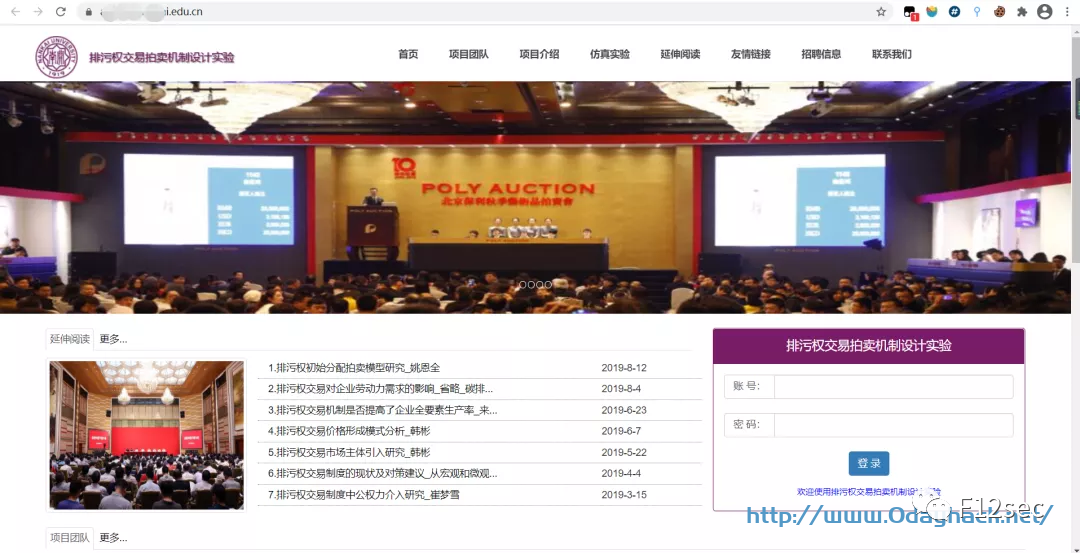 i.edu.cn
NANKAI UNIVERSITY
1919
排污权交易拍卖机制设计实验
首页 项目团队 项目介绍 仿真实验 延伸阅读 友情链接 招聘信息 联系我们
10
POLY AUCTION
北京保利秋季藝術品拍賣會
POLY AUCTION
延伸阅读 更多...
1.排污权初始分配拍卖模型研究_姚恩全 2019-8-12
2.排污权交易对企业劳动力需求的影响_省略_碳排... 2019-8-4
3.排污权交易机制是否提高了企业全要素生产率_来... 2019-6-23
4.排污权交易价格形成模式分析_韩彬 2019-6-7
5.排污权交易市场主体引入研究_韩彬 2019-5-22
6.排污权交易制度的现状及对策建议_从宏观和微观... 2019-4-4
7.排污权交易制度中公权力介入研究_崔梦雪 2019-3-15
排污权交易拍卖机制设计实验
账 号:
密 码:
登 录
欢迎使用排污权交易拍卖机制设计实验
F12sec
http://www.0dayhack.net/
项目团队 更多...